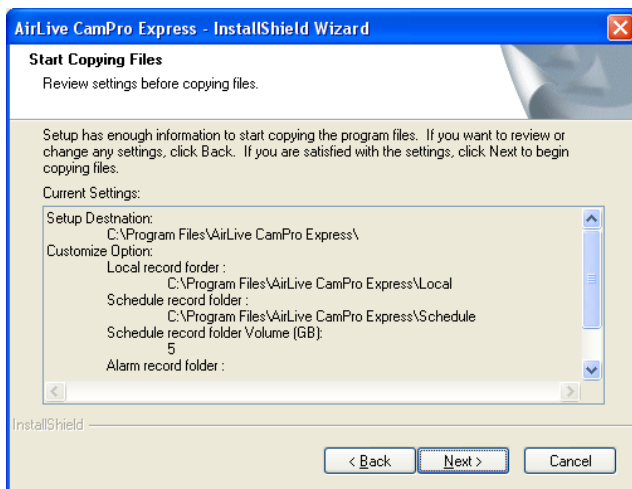 AirLive CamPro Express - InstallShield Wizard
Start Copying Files
Review settings before copying files.
Setup has enough information to start copying the program files. If you want to review or
change any settings, click Back. If you are satisfied with the settings, click Next to begin
copying files.
Current Settings:
Setup Destnation:
C:\Program Files\AirLive CamPro Express\
Customize Option:
Local record forder :
C:\Program Files\AirLive CamPro Express\Local
Schedule record folder :
C:\Program Files\AirLive CamPro Express\Schedule
Schedule record folder Volume (GB):
5
Alarm record folder :
InstallShield
< Back Next > Cancel